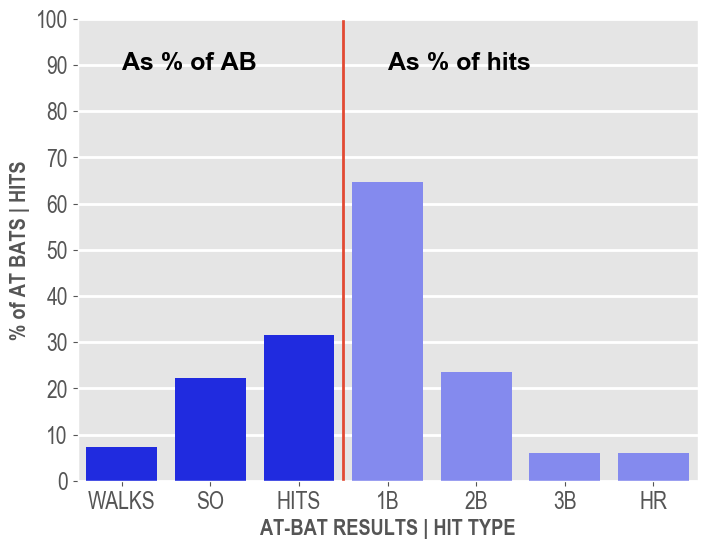 As % of AB
As % of hits
100
90
80
70
60
50
40
30
20
10
0
% of AT BATS | HITS
WALKS SO HITS 1B 2B 3B HR
AT-BAT RESULTS | HIT TYPE